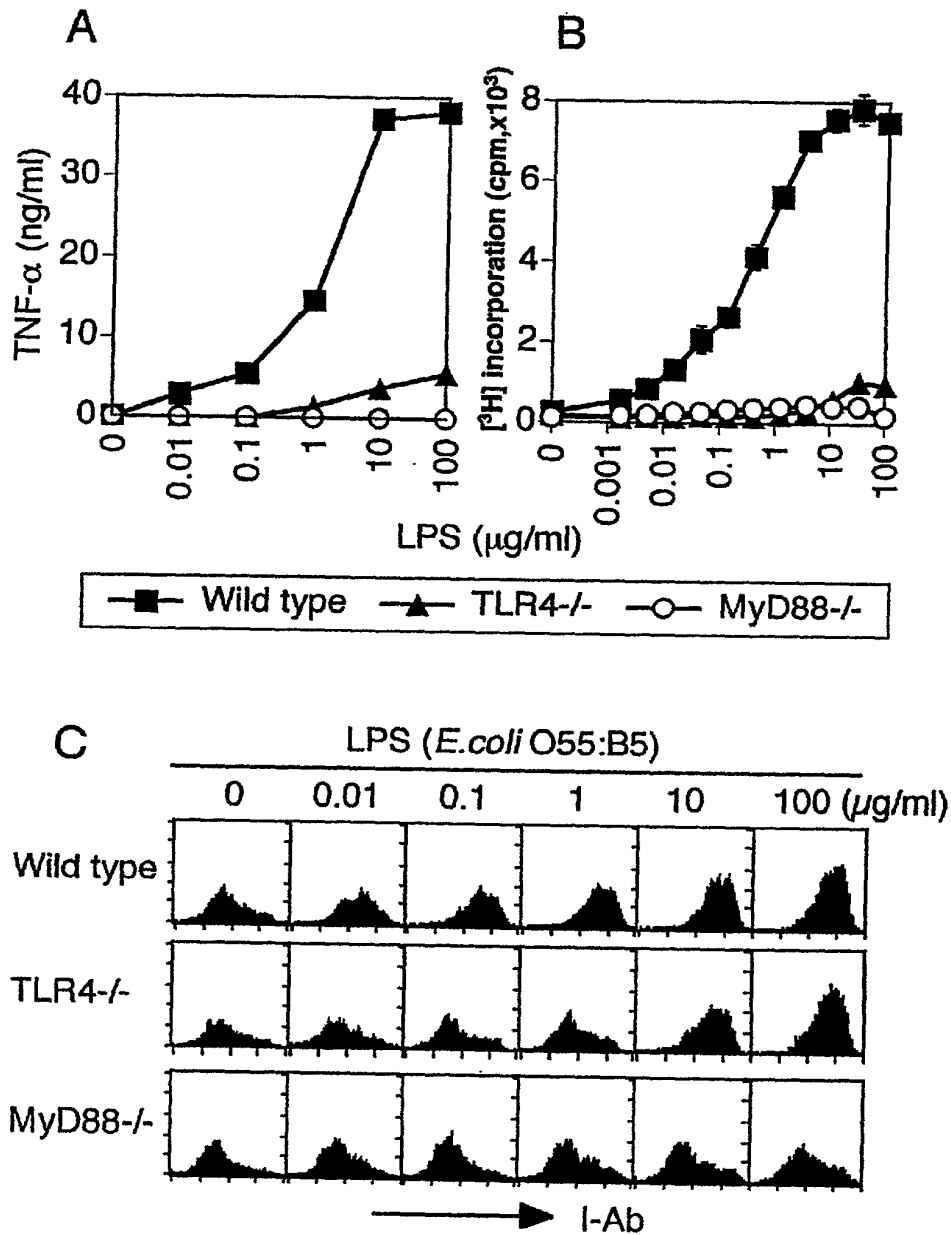 A
B
TNF-α (ng/ml)
40
30
20
10
0
0
0.01
0.1
1
10
100
[³H] incorporation (cpm,x10³)
8
6
4
2
0
0
0.001
0.01
0.1
1
10
100
LPS (μg/ml)
Wild type TLR4-/- MyD88-/-
C
LPS (E.coli O55:B5)
0 0.01 0.1 1 10 100 (μg/ml)
Wild type
TLR4-/-
MyD88-/-
I-Ab